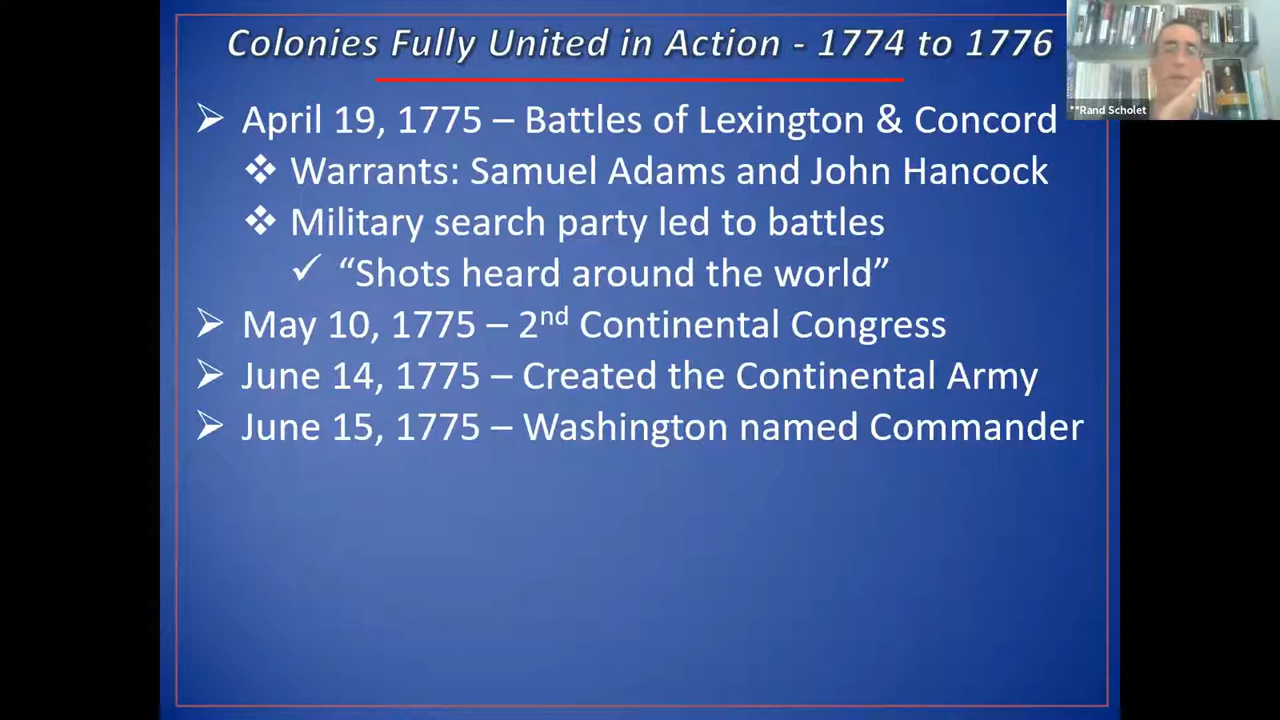 Colonies Fully United in Action - 1774 to 1776
**Rand Scholet
April 19, 1775 – Battles of Lexington & Concord
Warrants: Samuel Adams and John Hancock
Military search party led to battles
“Shots heard around the world”
May 10, 1775 – 2nd Continental Congress
June 14, 1775 – Created the Continental Army
June 15, 1775 – Washington named Commander